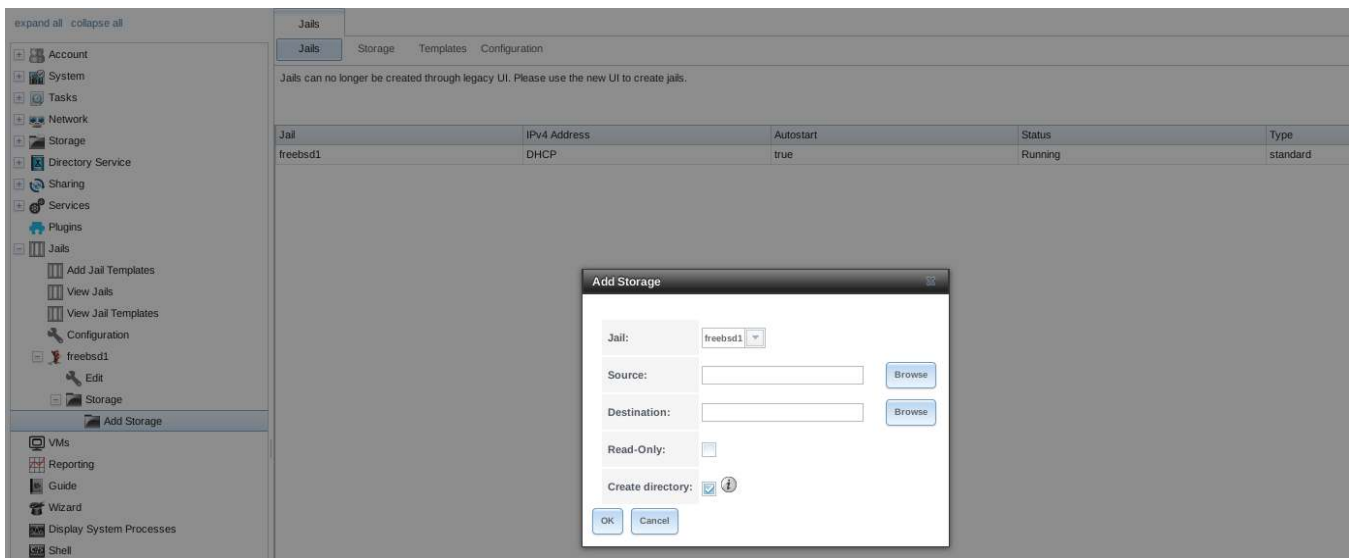 expand all collapse all
Account
System
Tasks
Network
Storage
Directory Service
Sharing
Services
Plugins
Jails
Add Jail Templates
View Jails
View Jail Templates
Configuration
freebsd1
Edit
Storage
Add Storage
VMs
Reporting
Guide
Wizard
Display System Processes
Shell
Jails
Jails Storage Templates Configuration
Jails can no longer be created through legacy UI. Please use the new UI to create jails.
Jail IPv4 Address Autostart Status Type
freebsd1 DHCP true Running standard
Add Storage
Jail: freebsd1
Source: Browse
Destination: Browse
Read-Only:
Create directory:
OK Cancel